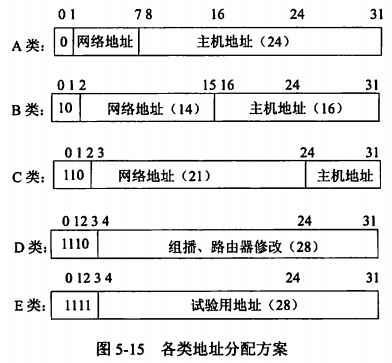 0 1 7 8 16 24 31
A 类: 0 网络地址 主机地址（24）
0 1 2 15 16 24 31
B 类: 10 网络地址（14） 主机地址（16）
0 1 2 3 24 31
C 类: 110 网络地址（21） 主机地址
0 1 2 3 4 24 31
D 类: 1110 组播、路由器修改（28）
0 1 2 3 4 24 31
E 类: 1111 试验用地址（28）
图 5-15 各类地址分配方案